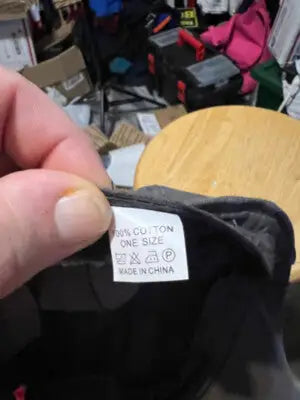 100% COTTON
ONE SIZE
P
MADE IN CHINA